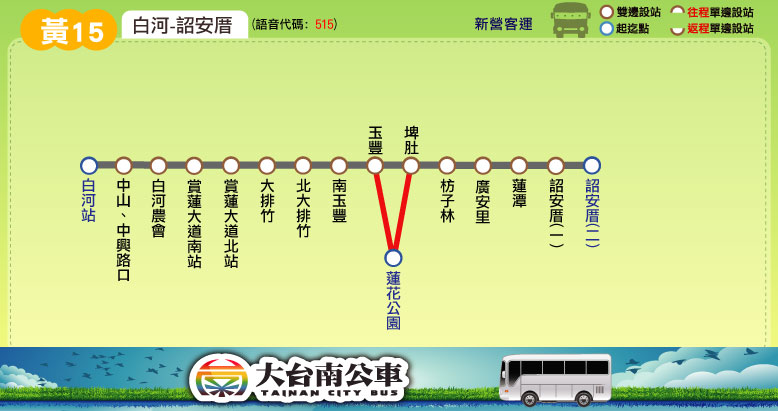 黃15
白河-詔安厝
(語音代碼: 515)
新營客運
雙邊設站
往程單邊設站
起迄點
返程單邊設站
白河站
中山、中興路口
白河農會
賞蓮大道南站
賞蓮大道北站
大排竹
北大排竹
南玉豐
玉豐
蓮花公園
埤肚
枋子林
廣安里
蓮潭
詔安厝(一)
詔安厝(二)
大台南公車
TAINAN CITY BUS